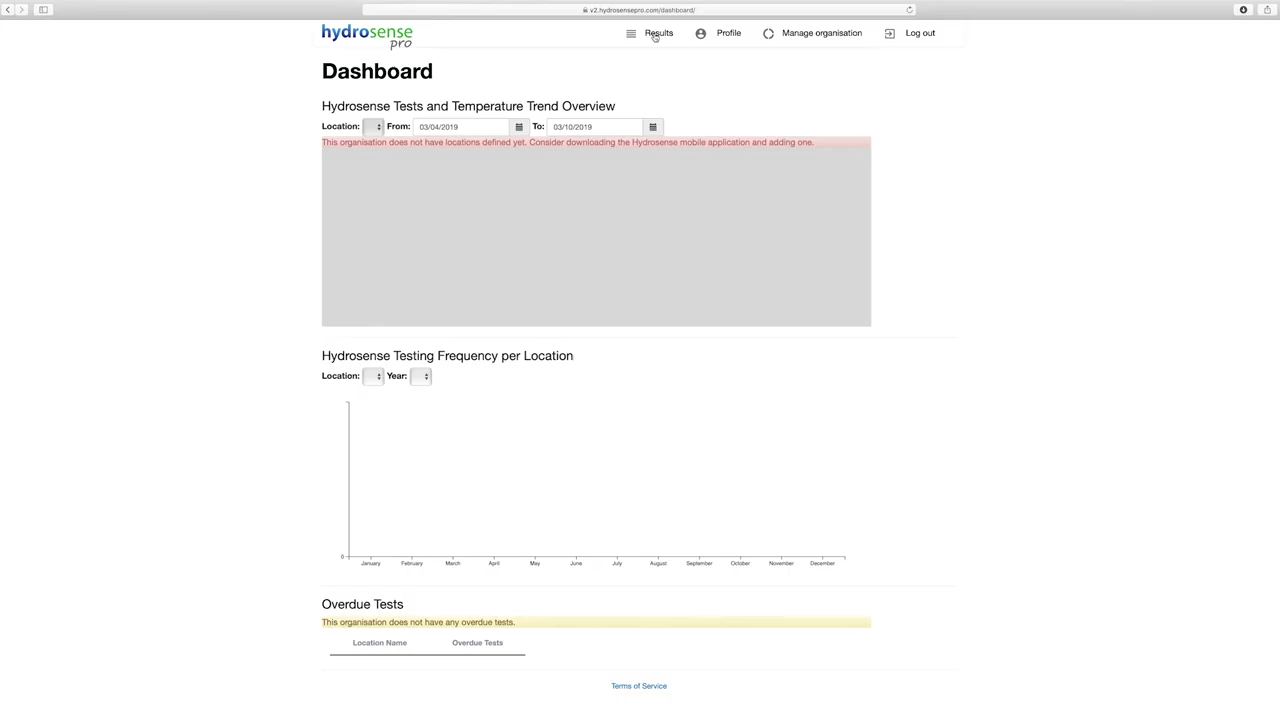 v2.hydrosensepro.com/dashboard/
hydrosense
pro
Results
Profile
Manage organisation
Log out
Dashboard
Hydrosense Tests and Temperature Trend Overview
Location: From: 03/04/2019 To: 03/10/2019
This organisation does not have locations defined yet. Consider downloading the Hydrosense mobile application and adding one.
Hydrosense Testing Frequency per Location
Location: Year:
0
January February March April May June July August September October November December
Overdue Tests
This organisation does not have any overdue tests.
Location Name Overdue Tests
Terms of Service